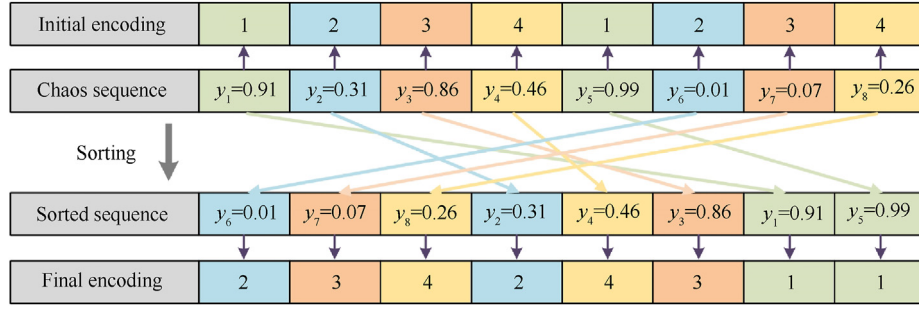 Initial encoding 1 2 3 4 1 2 3 4
Chaos sequence y₁=0.91 y₂=0.31 y₃=0.86 y₄=0.46 y₅=0.99 y₆=0.01 y₇=0.07 y₈=0.26
Sorting
Sorted sequence y₆=0.01 y₇=0.07 y₈=0.26 y₂=0.31 y₄=0.46 y₃=0.86 y₁=0.91 y₅=0.99
Final encoding 2 3 4 2 4 3 1 1